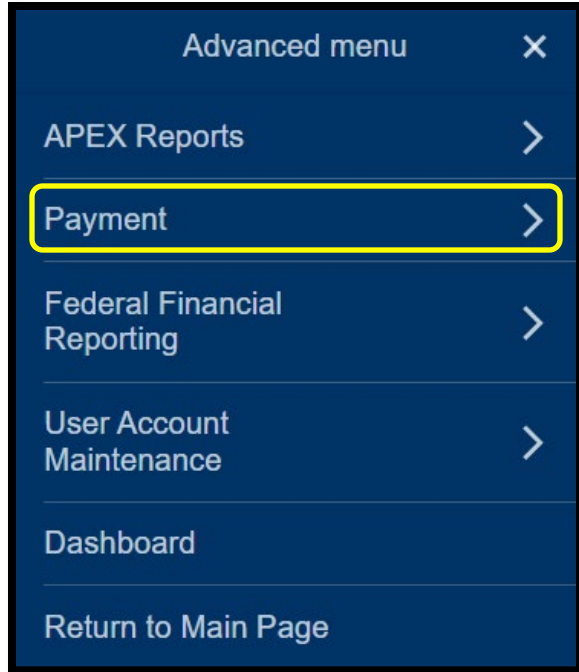 Advanced menu
APEX Reports
Payment
Federal Financial
Reporting
User Account
Maintenance
Dashboard
Return to Main Page